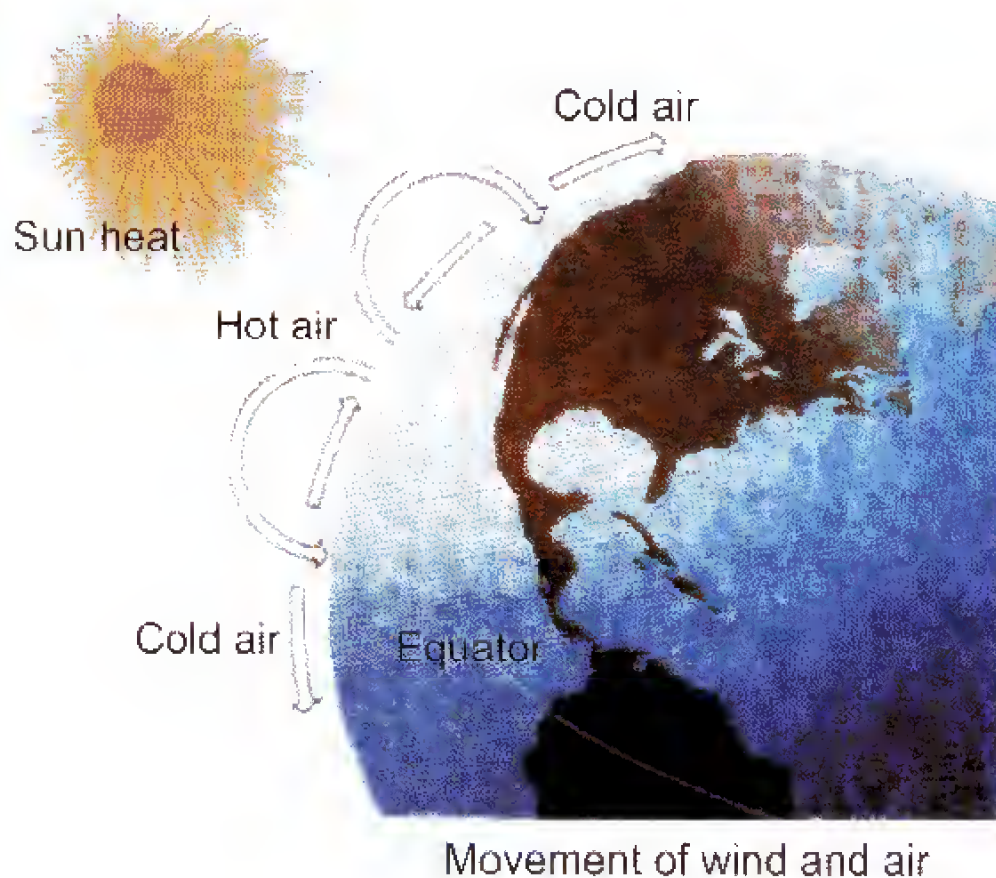 Cold air
Sun heat
Hot air
Cold air
Equator
Movement of wind and air